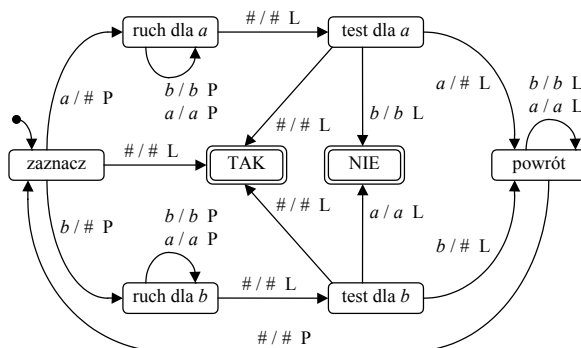 ruch dla a
# / # L
test dla a
b / b P
a / a P
a / # P
# / # L
b / b L
a / # L
b / b L
a / a L
zaznacz
# / # L
TAK
NIE
powrót
b / # P
b / b P
a / a P
# / # L
a / a L
b / # L
ruch dla b
# / # L
test dla b
# / # P